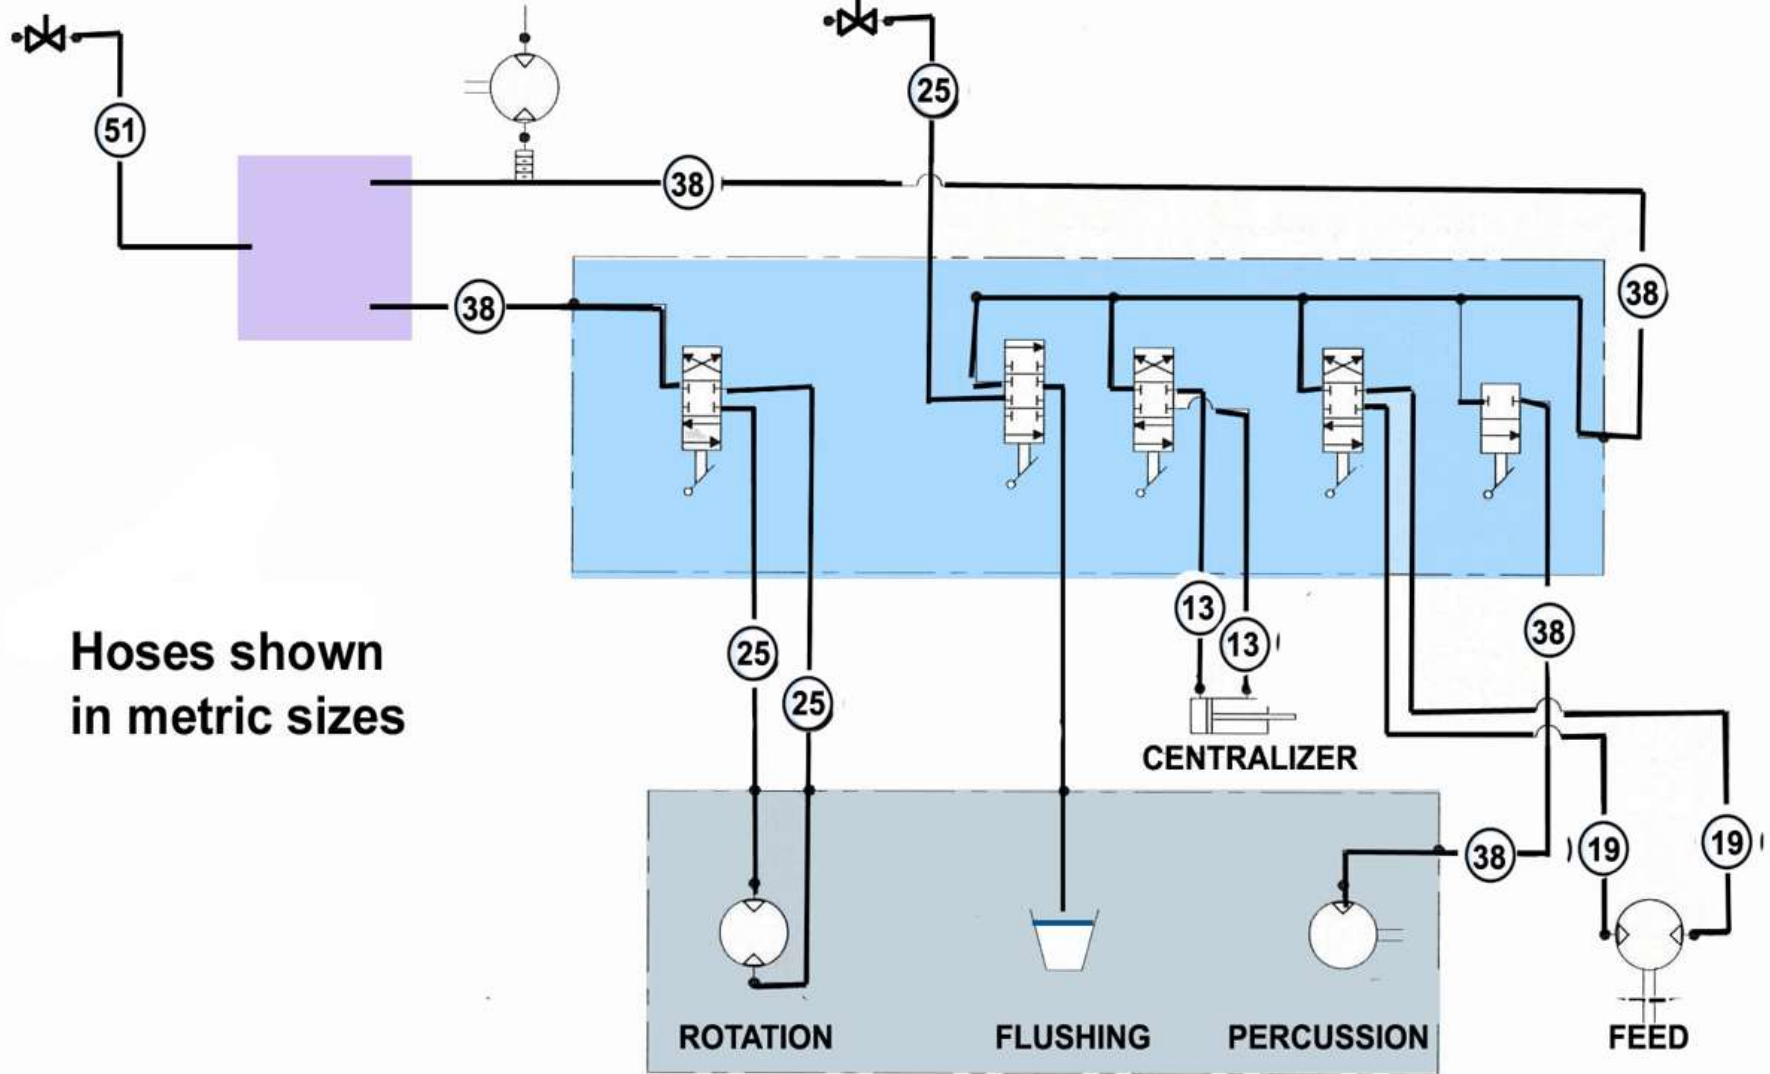 25
51
38
38
38
13
38
13
25
25
Hoses shown
in metric sizes
CENTRALIZER
38
19
19
ROTATION
FLUSHING
PERCUSSION
FEED